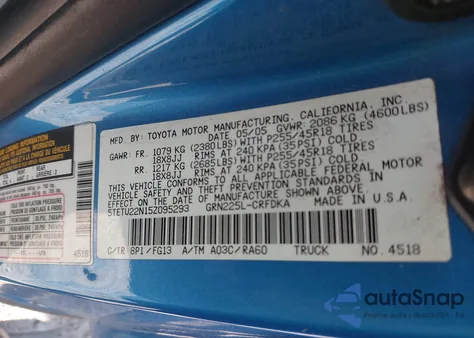 MFD. BY: TOYOTA MOTOR MANUFACTURING, CALIFORNIA, INC.
DATE 05/05 GVWR 2086 KG (4600LBS)
GAWR: FR. 1079 KG (2380LBS) WITH P255/45R18 TIRES
18X8JJ RIMS AT 240 KPA (35PSI) COLD
RR. 1217 KG (2685LBS) WITH P255/45R18 TIRES
18X8JJ RIMS AT 240 KPA (35PSI) COLD
THIS VEHICLE CONFORMS TO ALL APPLICABLE FEDERAL MOTOR
VEHICLE SAFETY AND THEFT PREVENTION STANDARDS IN
EFFECT ON THE DATE OF MANUFACTURE SHOWN ABOVE.
5TETU22N15Z095293 GRN225L-CRFDKA MADE IN U.S.A.
C/TR 8P1/FG13 A/TM A03C/RA60 TRUCK NO. 4518
4518
autoSnap